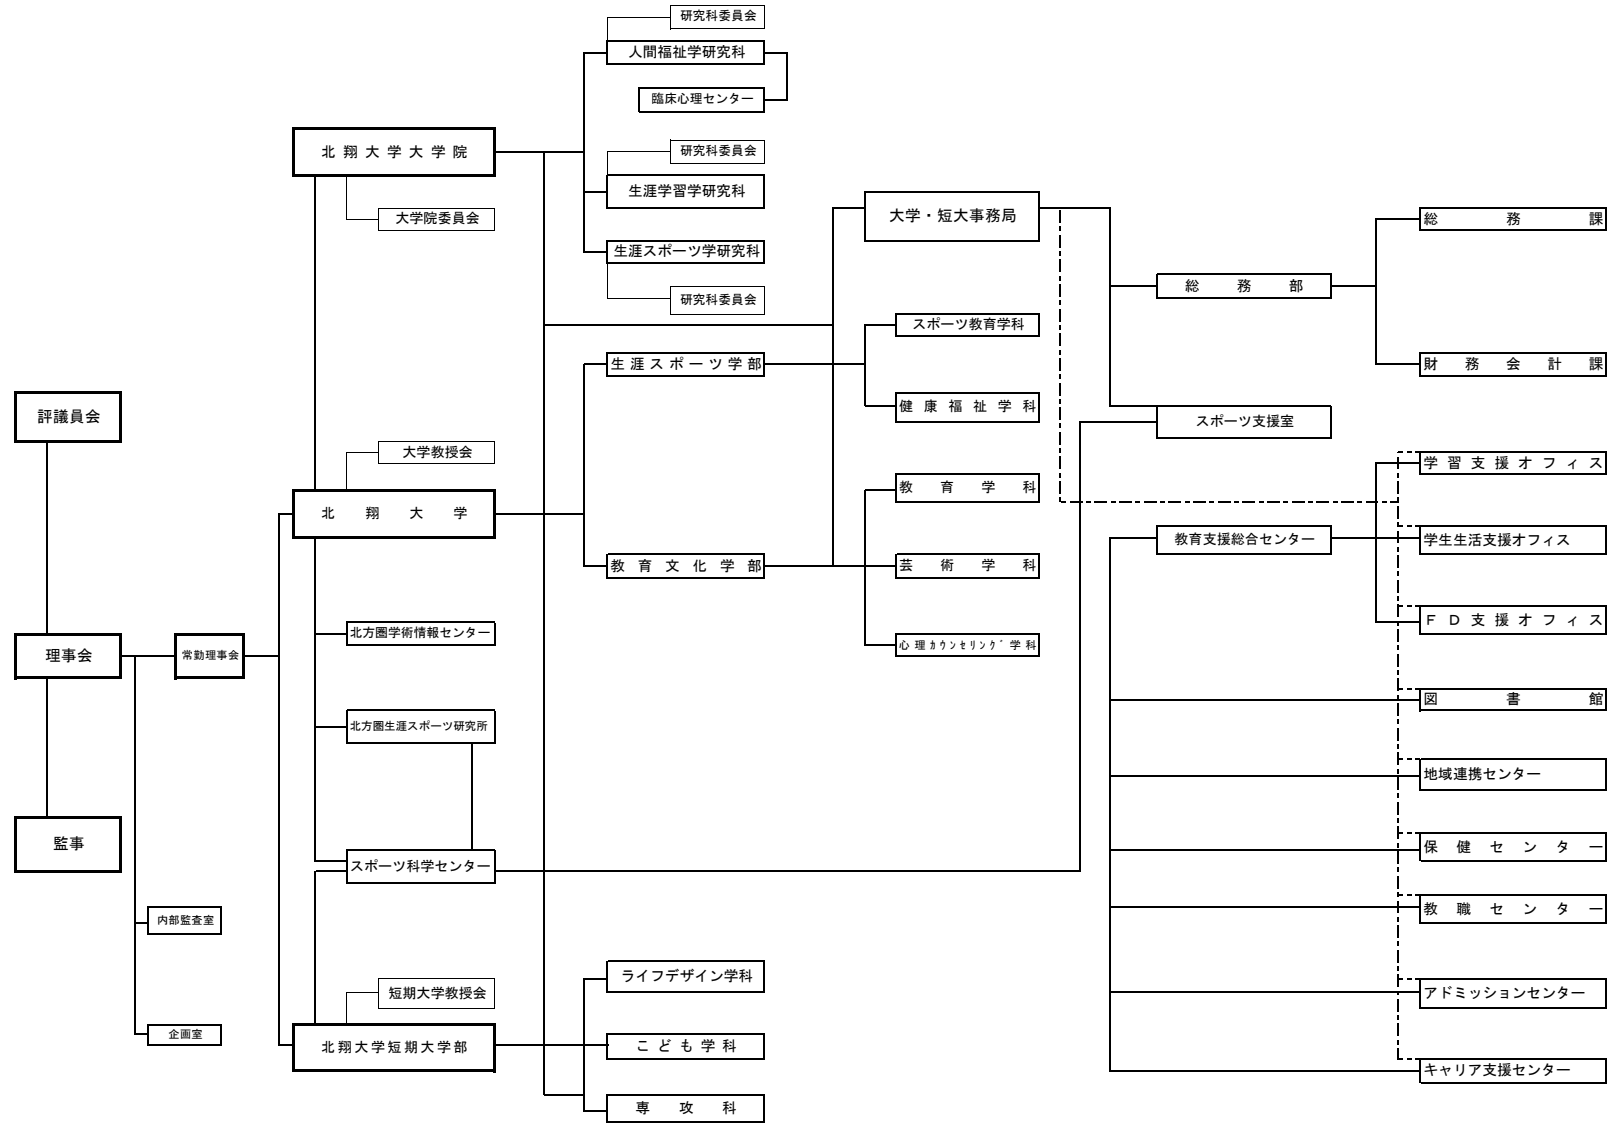 研究科委員会
人間福祉学研究科
臨床心理センター
北翔大学大学院
研究科委員会
生涯学習学研究科
大学院委員会
生涯スポーツ学研究科
研究科委員会
大学・短大事務局
総務課
総務部
スポーツ教育学科
生涯スポーツ学部
財務会計課
健康福祉学科
スポーツ支援室
評議員会
大学教授会
学習支援オフィス
教育学科
北翔大学
教育支援総合センター
学生生活支援オフィス
教育文化学部
芸術学科
ＦＤ支援オフィス
北方圏学術情報センター
心理ｶｳﾝｾﾘﾝｸﾞ学科
理事会
常勤理事会
図書館
北方圏生涯スポーツ研究所
地域連携センター
監事
スポーツ科学センター
保健センター
教職センター
内部監査室
ライフデザイン学科
短期大学教授会
アドミッションセンター
企画室
北翔大学短期大学部
こども学科
キャリア支援センター
専攻科